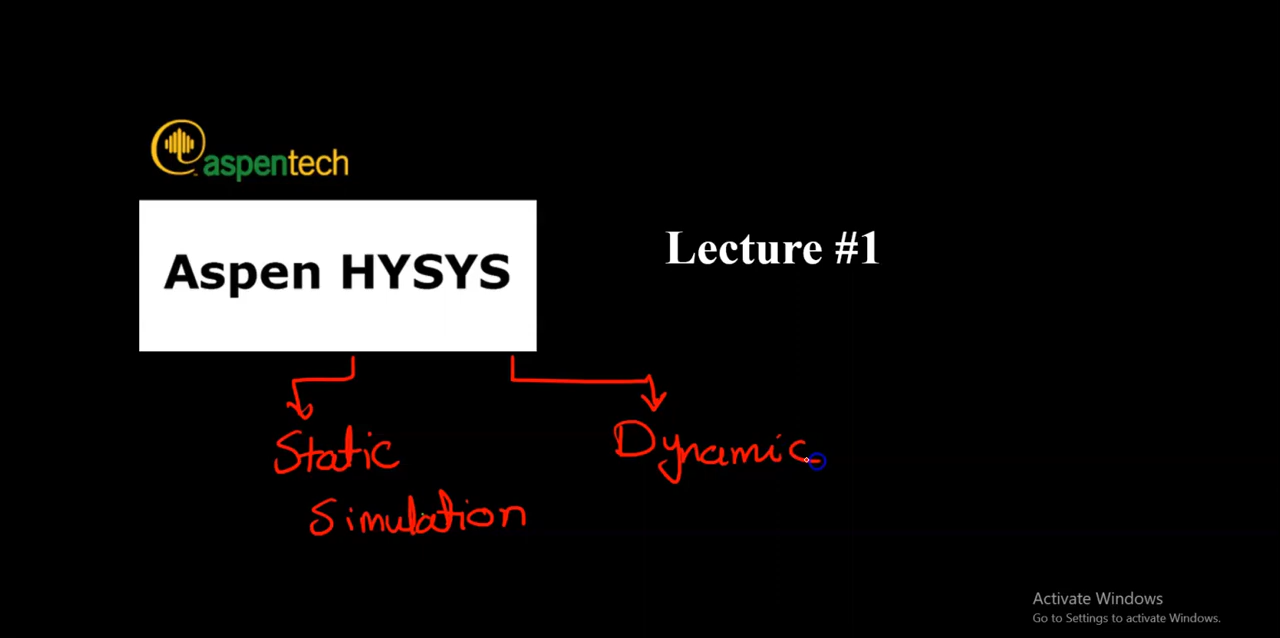 aspentech
Aspen HYSYS
Lecture #1
Static
Simulation
Dynamic
Activate Windows
Go to Settings to activate Windows.